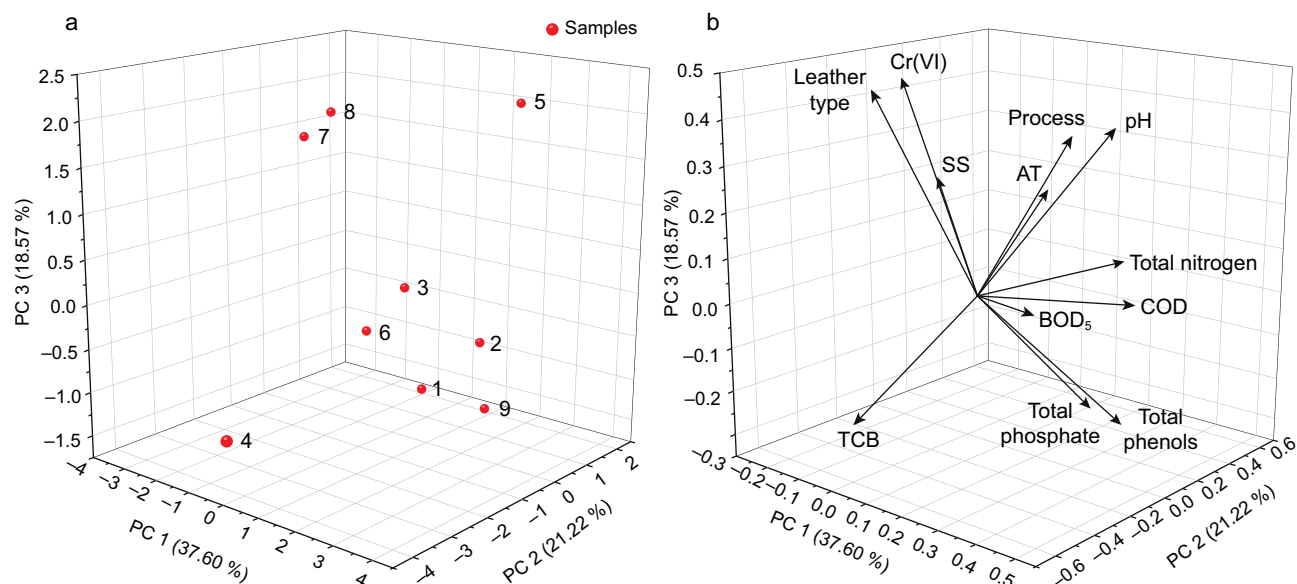 a
Samples
2.5
2.0
1.5
1.0
0.5
0.0
–0.5
–1.0
–1.5
PC 3 (18.57 %)
5
8
7
3
6
2
1
9
4
–4
–3
–2
–1
0
1
2
3
4
PC 1 (37.60 %)
–4
–3
–2
–1
0
1
2
PC 2 (21.22 %)
b
0.5
0.4
0.3
0.2
0.1
0.0
–0.1
–0.2
–0.3
PC 3 (18.57 %)
Cr(VI)
Leather
type
Process
pH
SS
AT
Total nitrogen
COD
BOD₅
TCB
Total
phosphate
Total
phenols
–0.3
–0.2
–0.1
0.0
0.1
0.2
0.3
0.4
0.5
PC 1 (37.60 %)
–0.6
–0.4
–0.2
0.0
0.2
0.4
0.6
PC 2 (21.22 %)